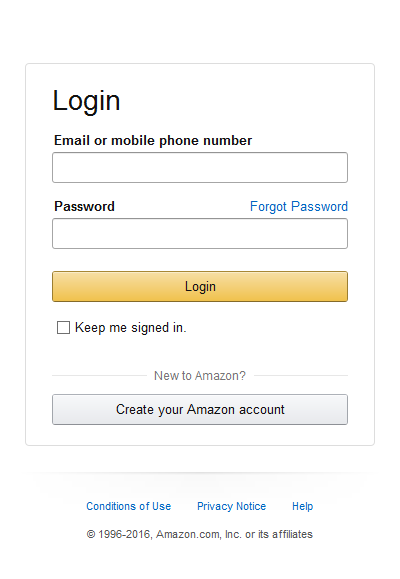 Login
Email or mobile phone number
Password Forgot Password
Login
Keep me signed in.
New to Amazon?
Create your Amazon account
Conditions of Use Privacy Notice Help
© 1996-2016, Amazon.com, Inc. or its affiliates